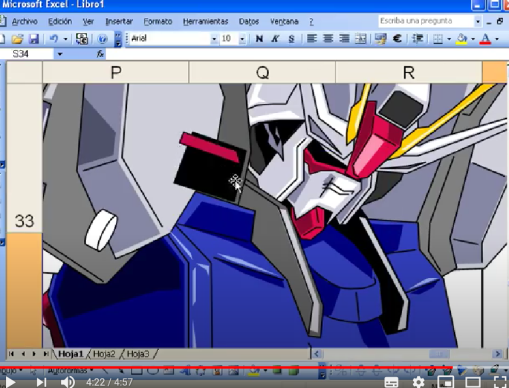 Microsoft Excel - Libro1
Archivo Edición Ver Insertar Formato Herramientas Datos Ventana ? Escriba una pregunta
Arial 10 N K S €
S34 fx
P Q R
33
Hoja1 Hoja2 Hoja3
Autoformas
4:22 / 4:57